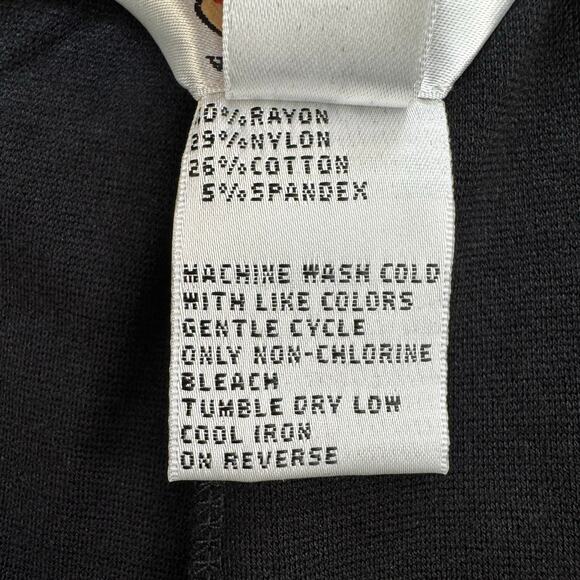 %RAYON
29%NYLON
26%COTTON
5%SPANDEX
MACHINE WASH COLD
WITH LIKE COLORS
GENTLE CYCLE
ONLY NON-CHLORINE
BLEACH
TUMBLE DRY LOW
COOL IRON
ON REVERSE